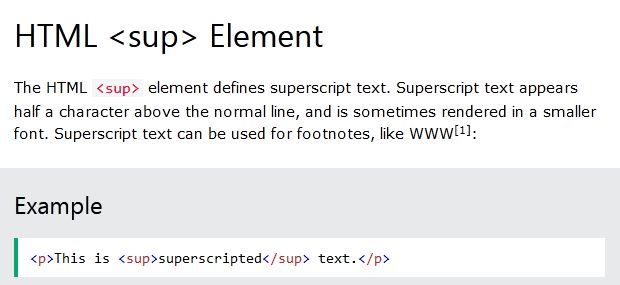 HTML <sup> Element
The HTML <sup> element defines superscript text. Superscript text appears
half a character above the normal line, and is sometimes rendered in a smaller
font. Superscript text can be used for footnotes, like WWW[1]:
Example
<p>This is <sup>superscripted</sup> text.</p>